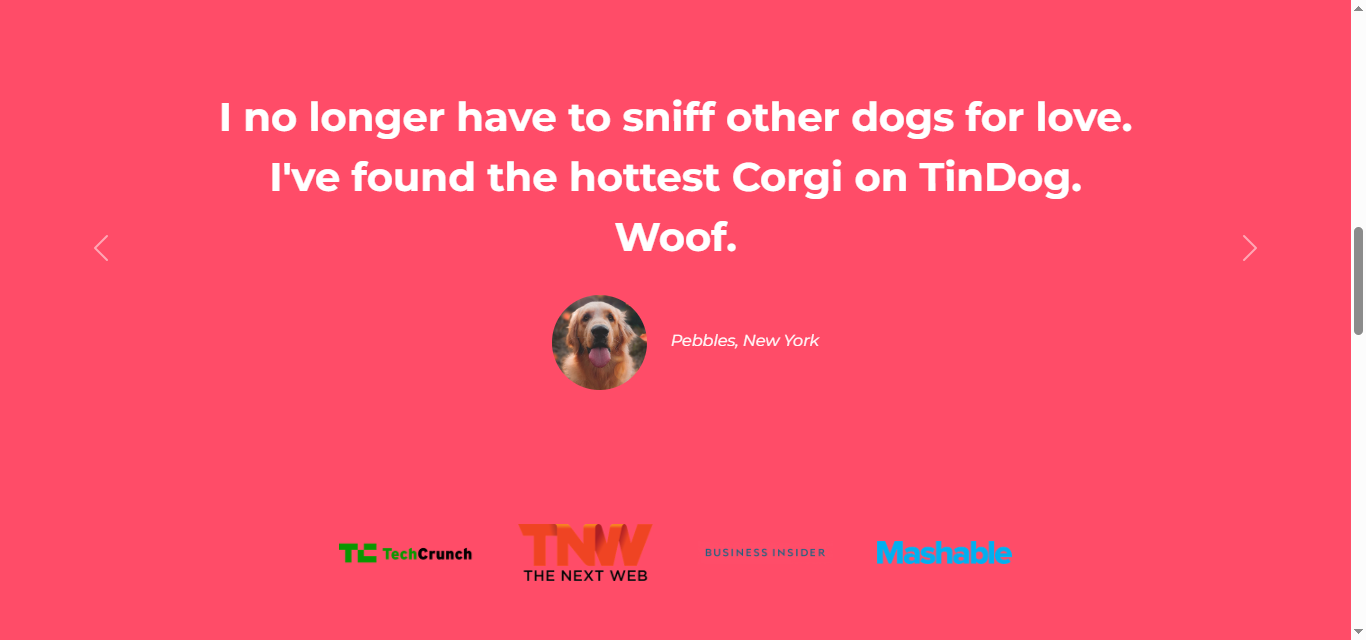 I no longer have to sniff other dogs for love.
I've found the hottest Corgi on TinDog.
Woof.
Pebbles, New York
TC TechCrunch
TNW
THE NEXT WEB
BUSINESS INSIDER
Mashable